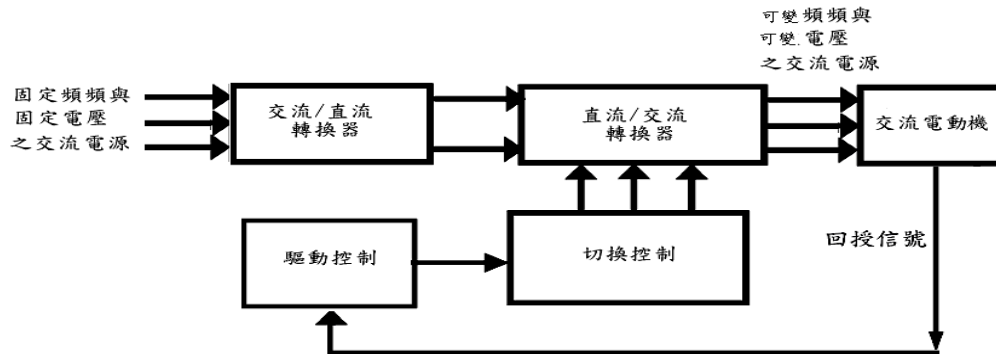 可變頻頻與
可變.電壓
之交流電源
固定頻頻與
固定電壓
之交流電源
交流/直流
轉換器
直流/交流
轉換器
交流電動機
驅動控制
切換控制
回授信號